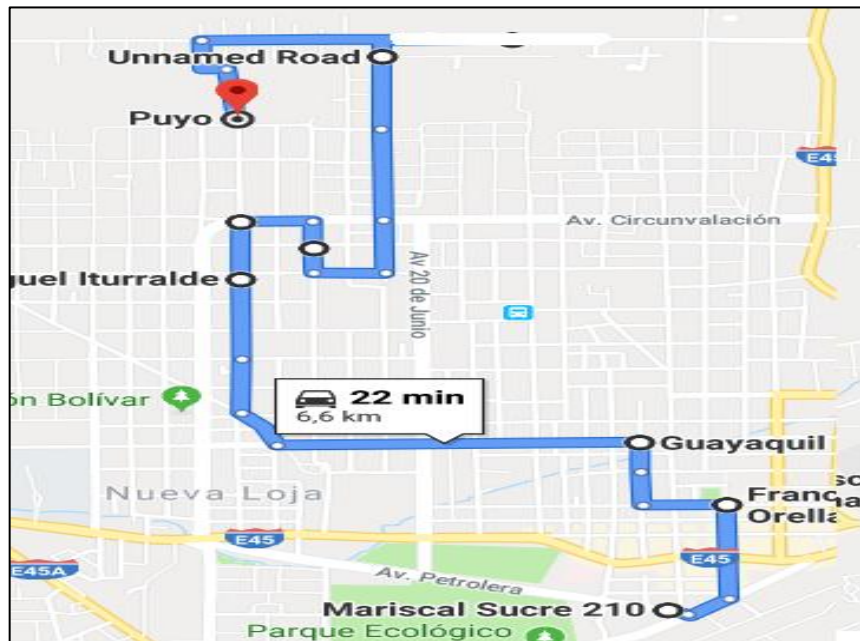 Unnamed Road
Puyo
E45
Av. Circunvalación
guel Iturralde
Av 20 de Junio
ón Bolívar
22 min
6,6 km
Guayaquil
Nueva Loja
Franc
Orella
E45
E45
E45A
Av. Petrolera
Mariscal Sucre 210
Parque Ecológico